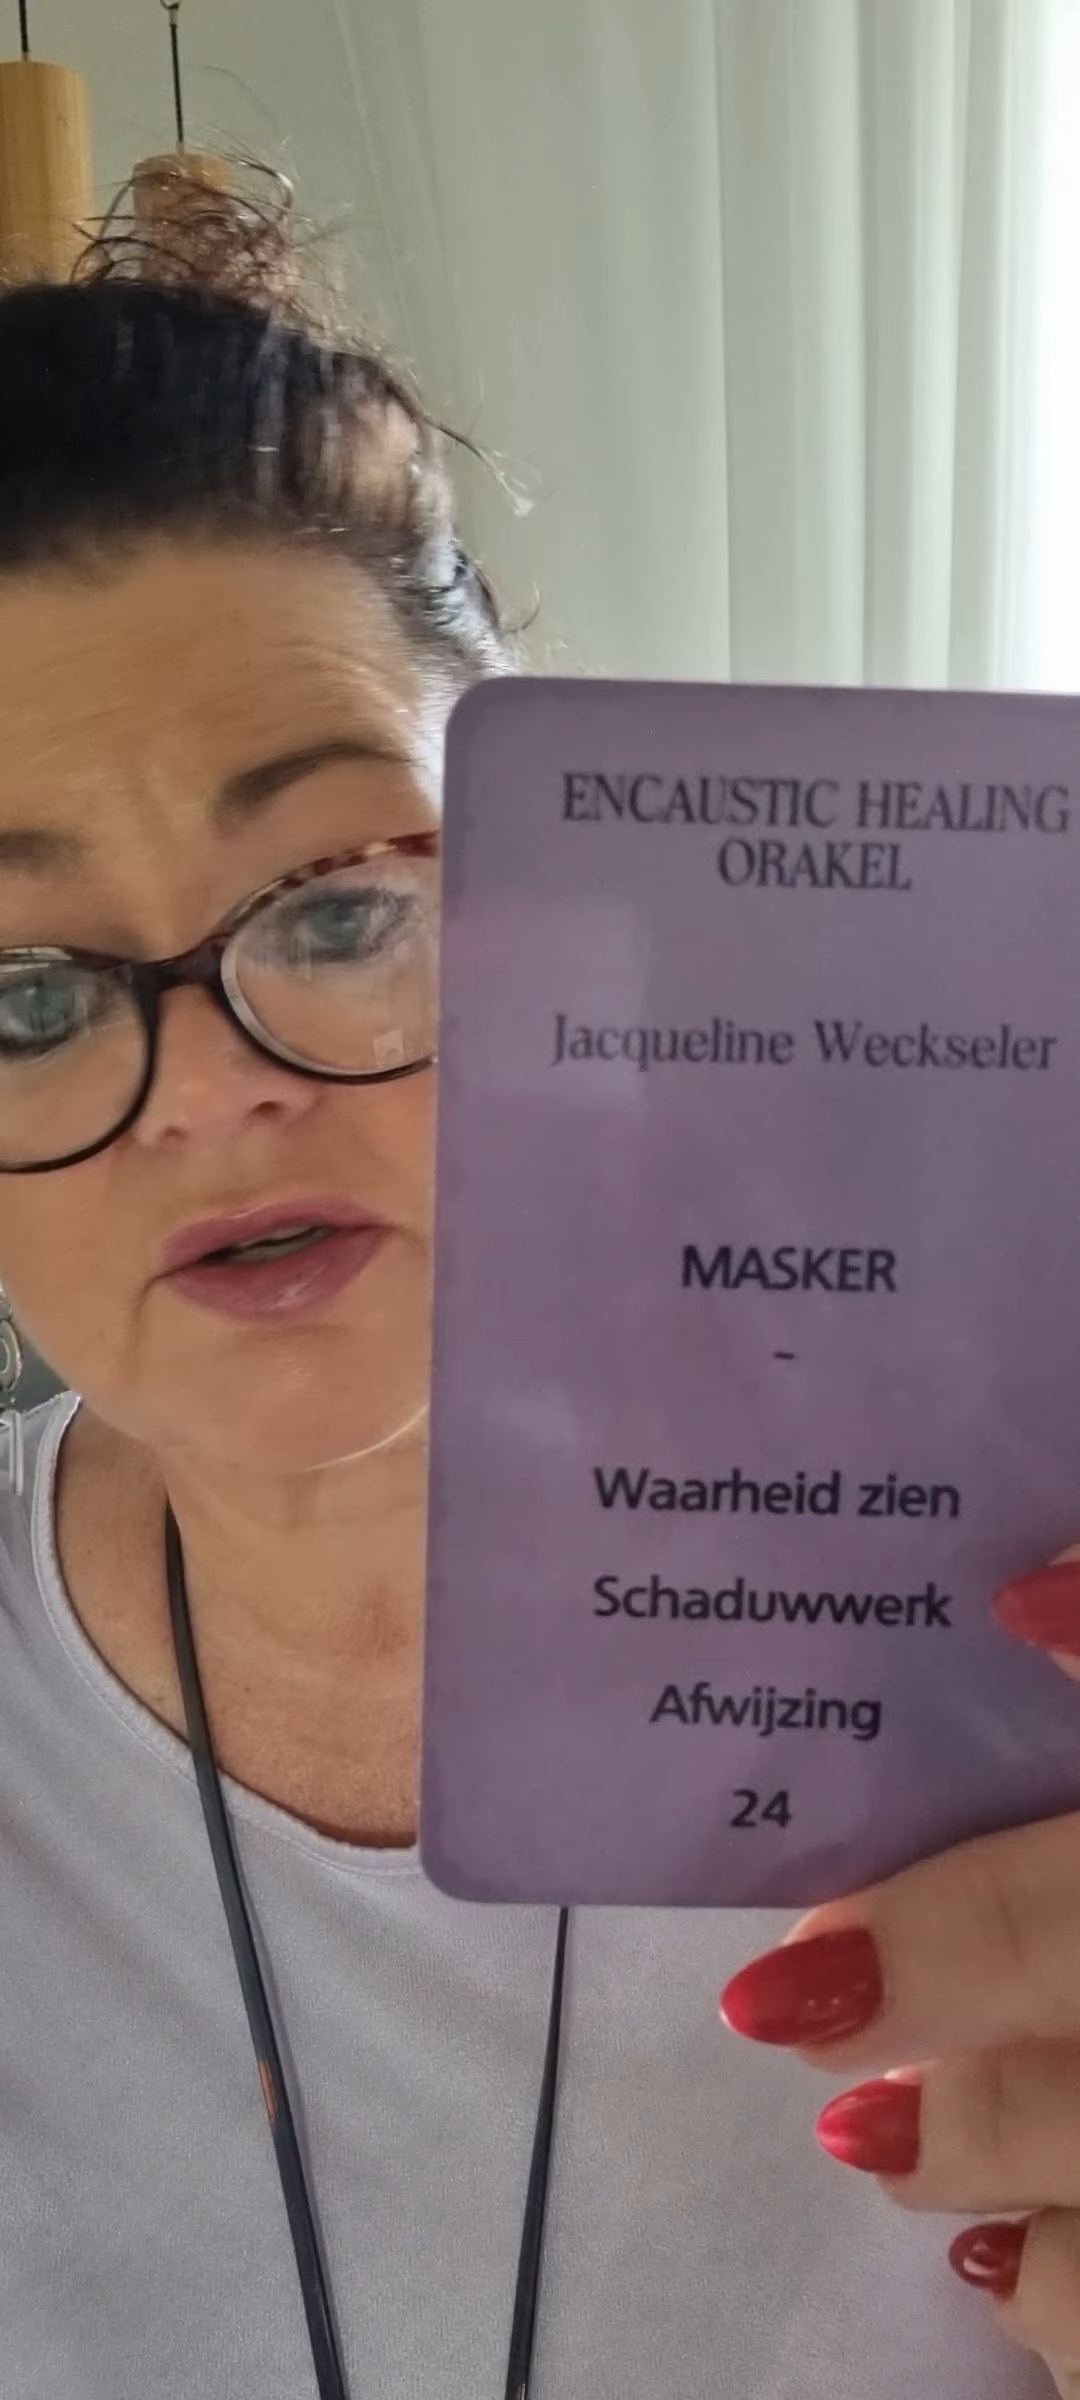 ENCAUSTIC HEALING
ORAKEL
Jacqueline Weckseler
MASKER
~
Waarheid zien
Schaduwwerk
Afwijzing
24